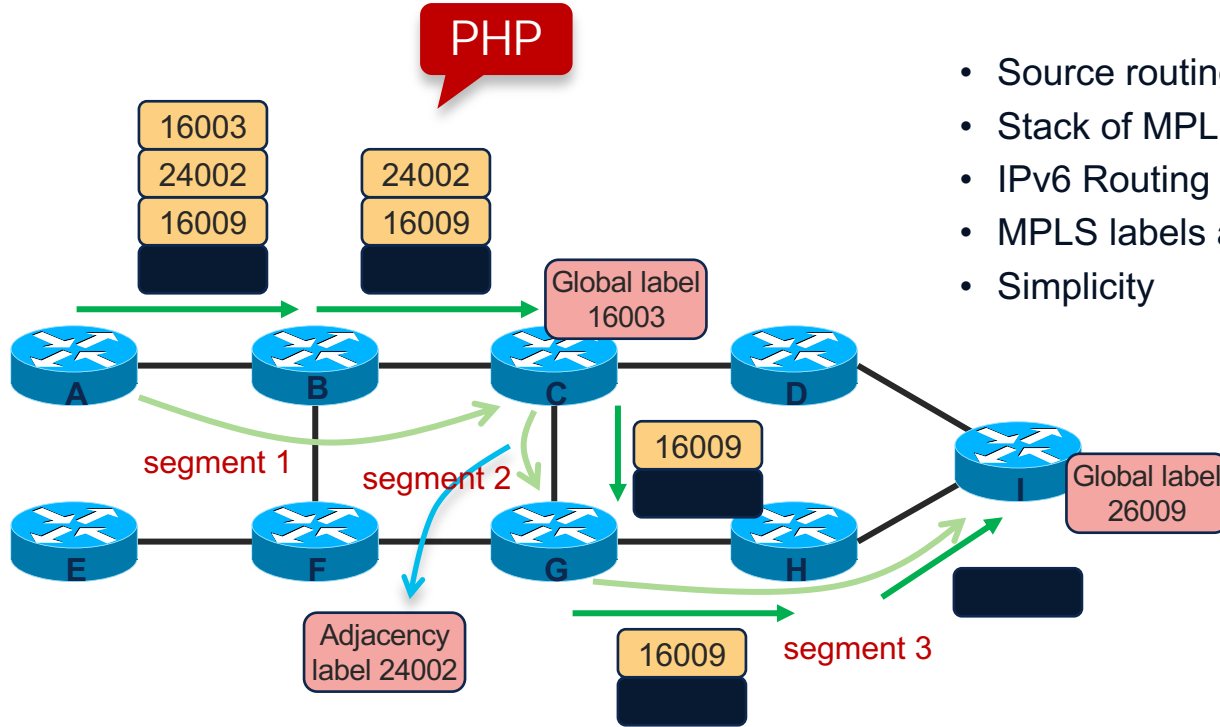 PHP
• Source routing
• Stack of MPL
• IPv6 Routing
• MPLS labels a
• Simplicity
16003
24002
16009
24002
16009
Global label
16003
A
B
C
D
segment 1
segment 2
16009
I
Global label
26009
E
F
G
H
Adjacency
label 24002
16009
segment 3